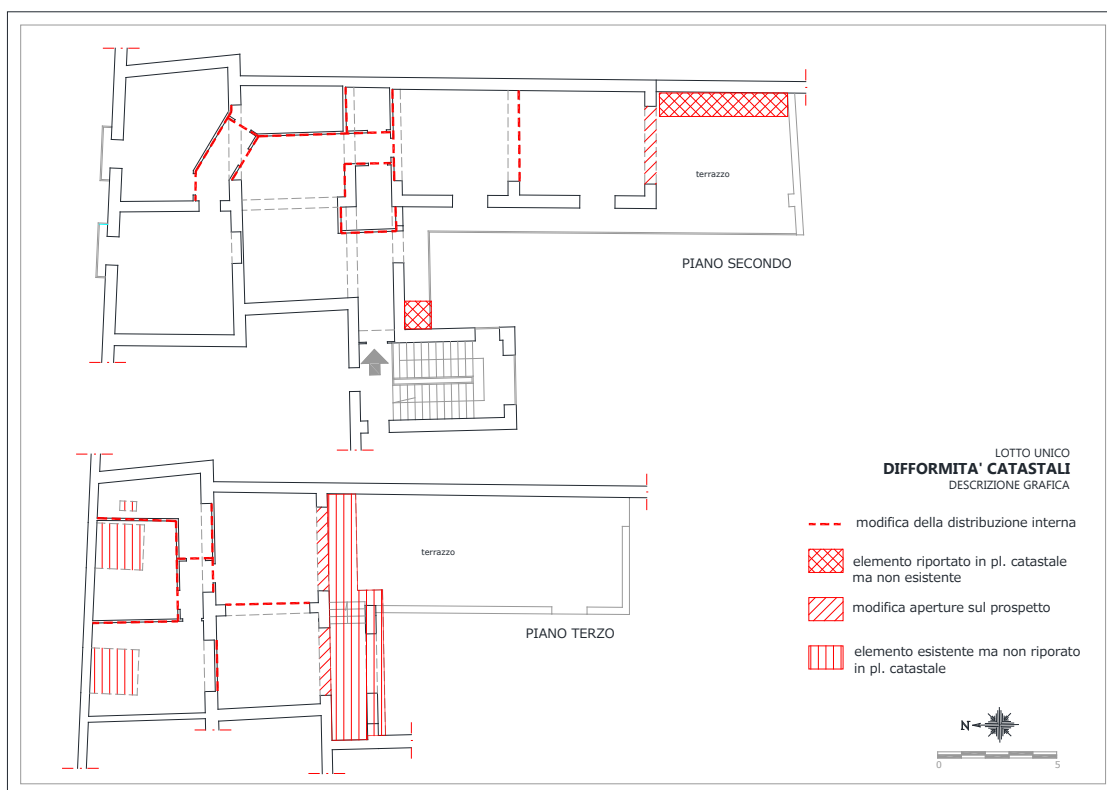 terrazzo
PIANO SECONDO
terrazzo
PIANO TERZO
LOTTO UNICO
DIFFORMITA' CATASTALI
DESCRIZIONE GRAFICA
modifica della distribuzione interna
elemento riportato in pl. catastale
ma non esistente
modifica aperture sul prospetto
elemento esistente ma non riporato
in pl. catastale
N
0 5